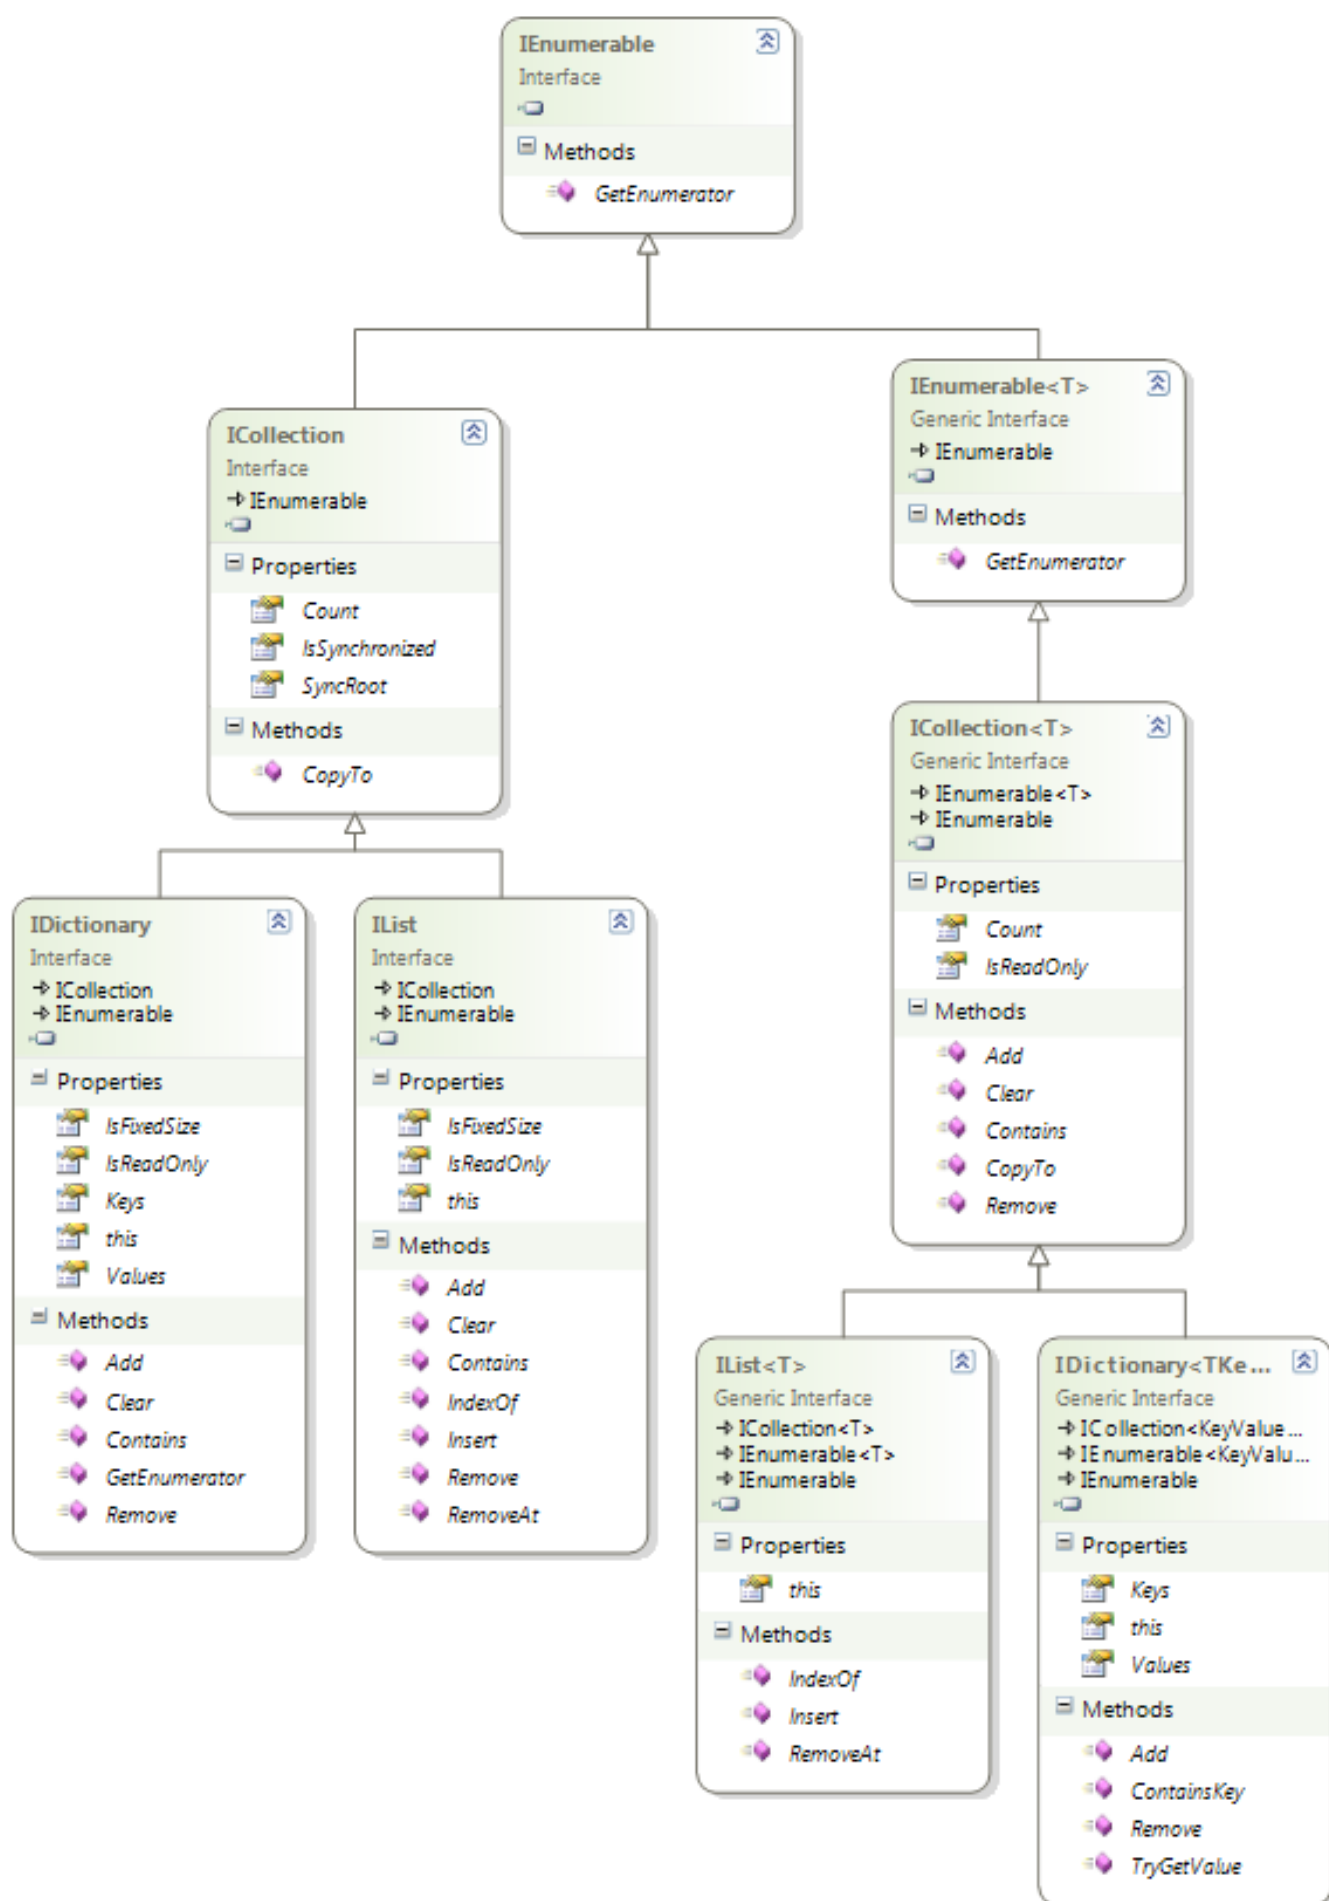 IEnumerable
Interface
Methods
GetEnumerator
ICollection
Interface
IEnumerable
Properties
Count
IsSynchronized
SyncRoot
Methods
CopyTo
IEnumerable<T>
Generic Interface
IEnumerable
Methods
GetEnumerator
ICollection<T>
Generic Interface
IEnumerable<T>
IEnumerable
Properties
Count
IsReadOnly
Methods
Add
Clear
Contains
CopyTo
Remove
IDictionary
Interface
ICollection
IEnumerable
Properties
IsFixedSize
IsReadOnly
Keys
this
Values
Methods
Add
Clear
Contains
GetEnumerator
Remove
IList
Interface
ICollection
IEnumerable
Properties
IsFixedSize
IsReadOnly
this
Methods
Add
Clear
Contains
IndexOf
Insert
Remove
RemoveAt
IList<T>
Generic Interface
ICollection<T>
IEnumerable<T>
IEnumerable
Properties
this
Methods
IndexOf
Insert
RemoveAt
IDictionary<TKe...
Generic Interface
ICollection<KeyValue...
IEnumerable<KeyValu...
IEnumerable
Properties
Keys
this
Values
Methods
Add
ContainsKey
Remove
TryGetValue